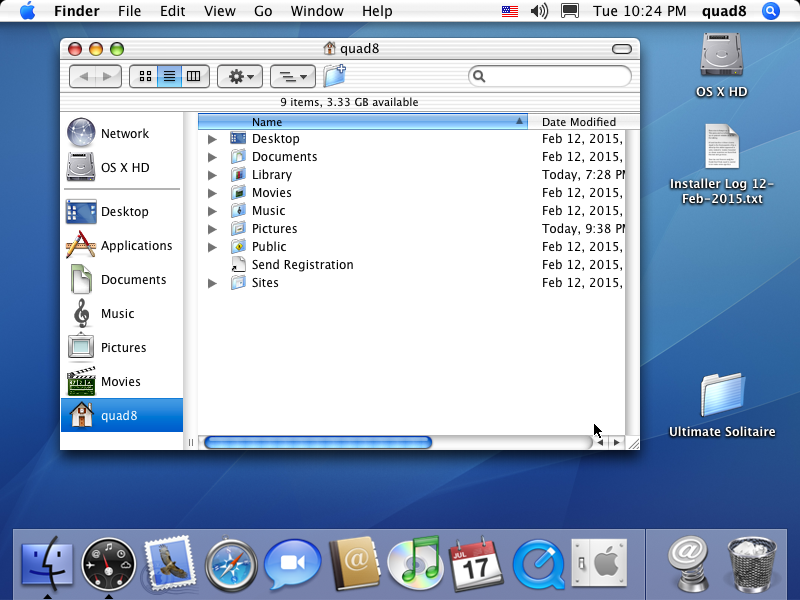 Finder File Edit View Go Window Help Tue 10:24 PM quad8
quad8
9 items, 3.33 GB available
Name Date Modified
Network
OS X HD
Desktop
Applications
Documents
Music
Pictures
Movies
quad8
Desktop Feb 12, 2015,
Documents Feb 12, 2015,
Library Today, 7:28 PM
Movies Feb 12, 2015,
Music Feb 12, 2015,
Pictures Today, 9:38 PM
Public Feb 12, 2015,
Send Registration Feb 12, 2015,
Sites Feb 12, 2015,
OS X HD
Installer Log 12-
Feb-2015.txt
Ultimate Solitaire
JUL
17